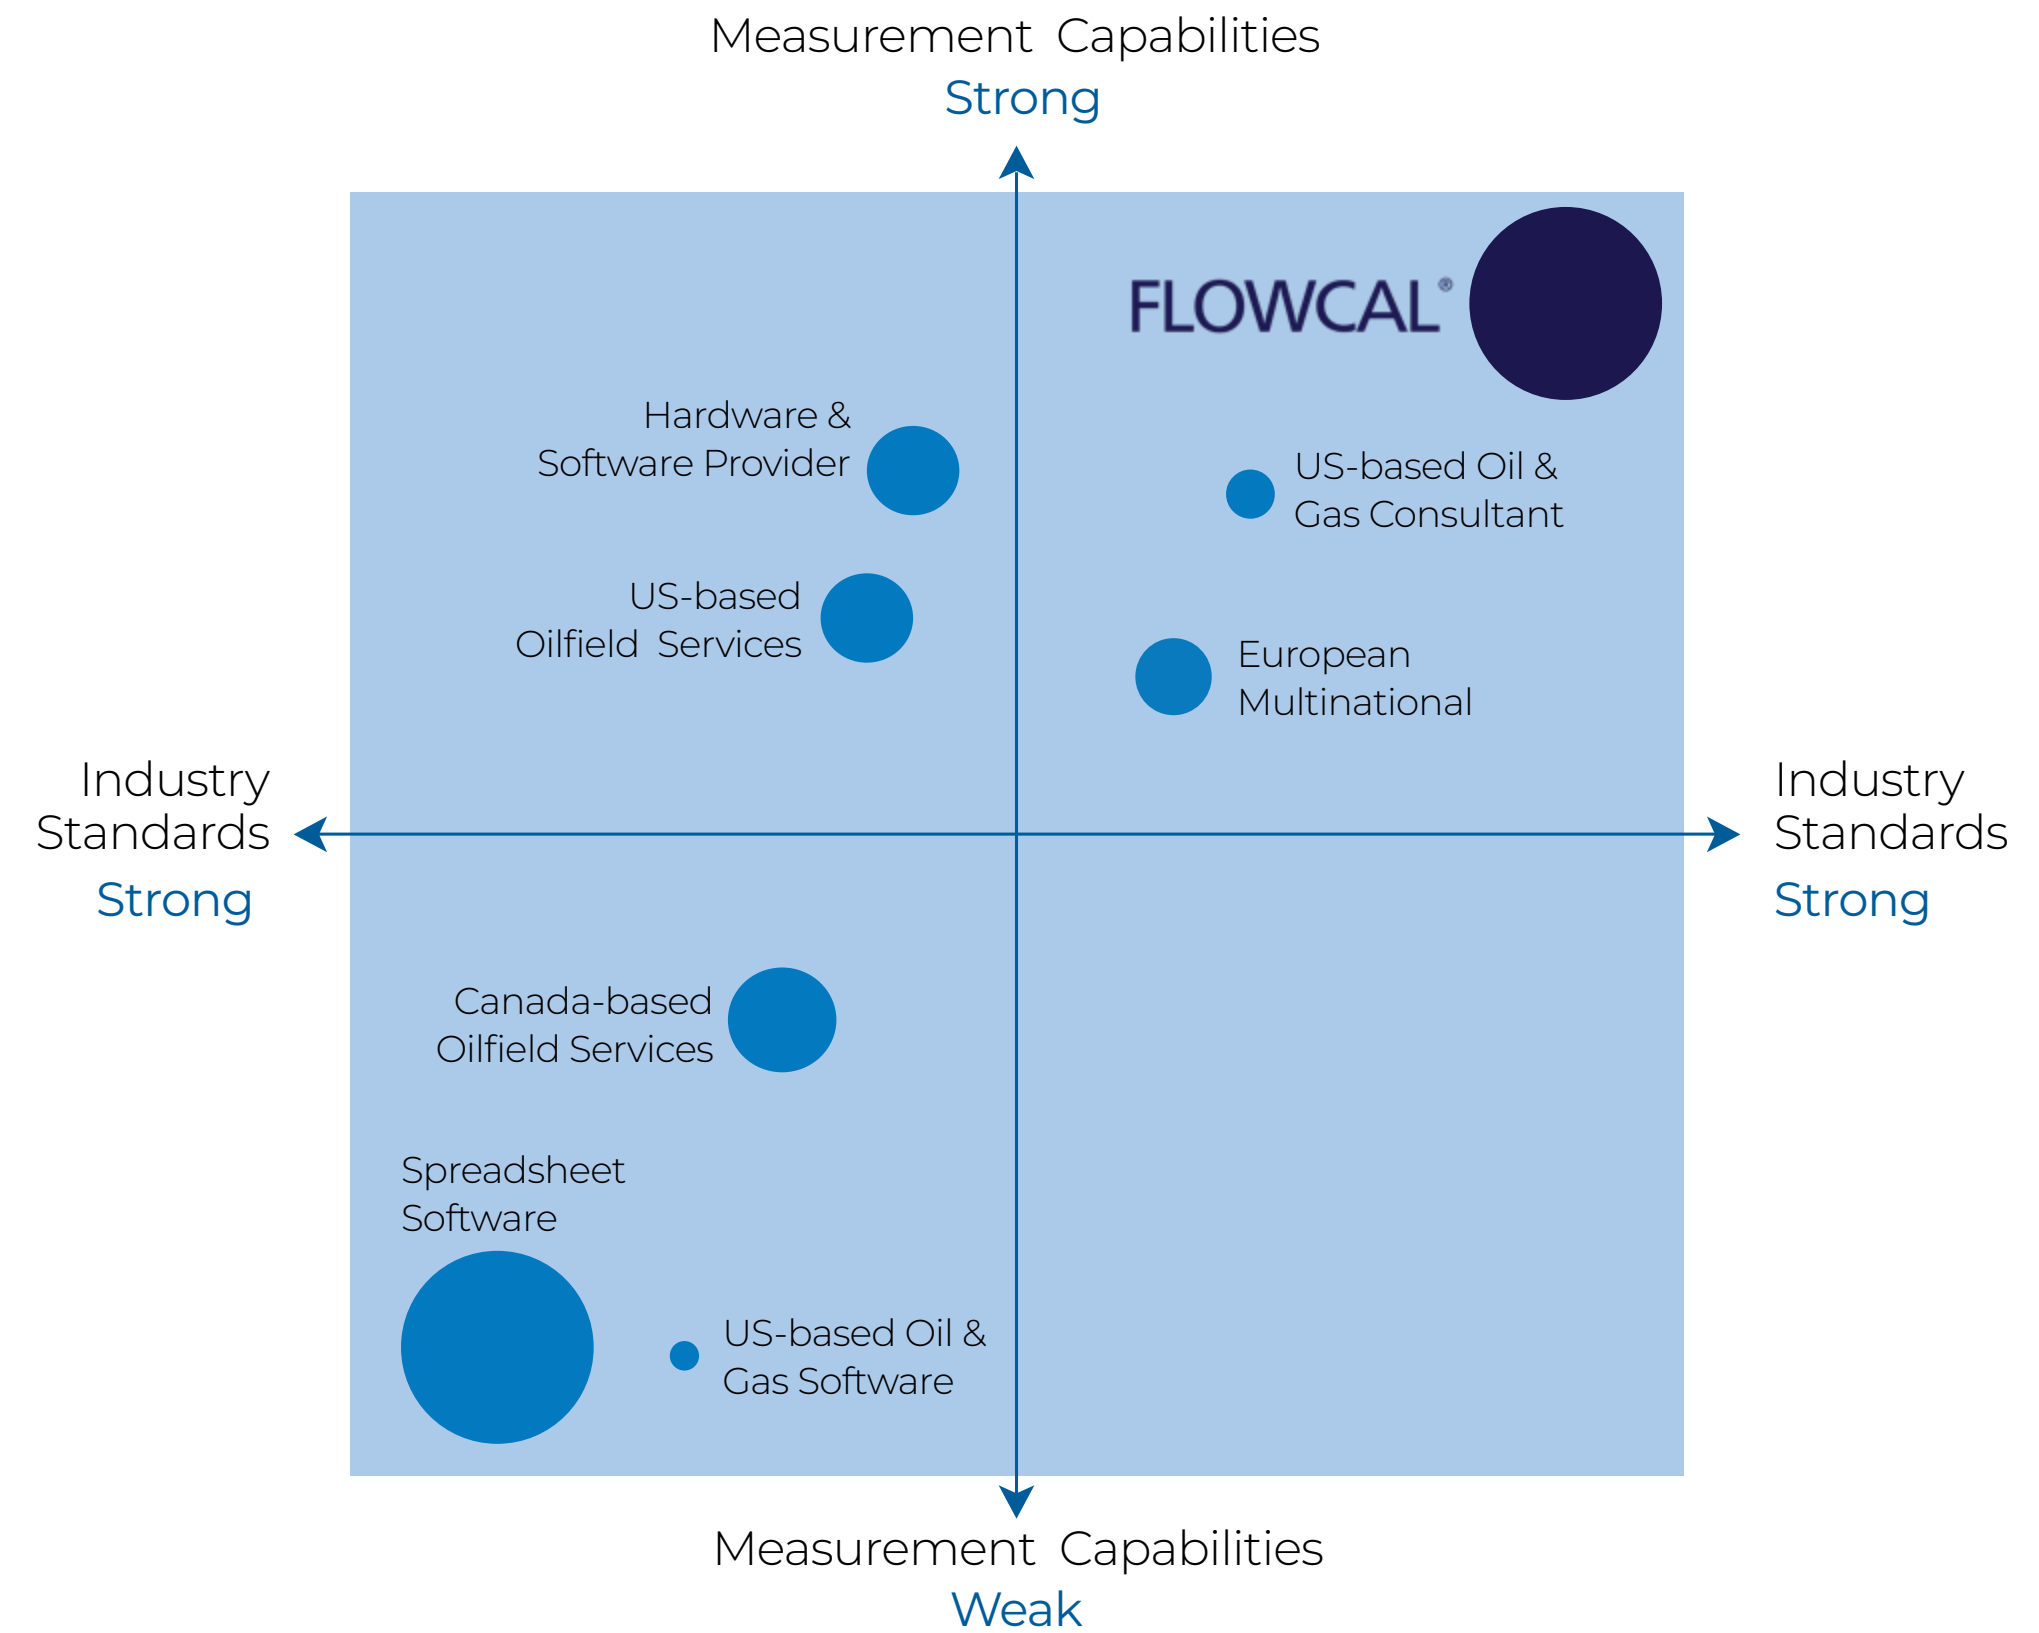 Measurement Capabilities
Strong
FLOWCAL®
Hardware &
Software Provider
US-based Oil &
Gas Consultant
US-based
Oilfield Services
European
Multinational
Industry
Standards
Strong
Industry
Standards
Strong
Canada-based
Oilfield Services
Spreadsheet
Software
US-based Oil &
Gas Software
Measurement Capabilities
Weak